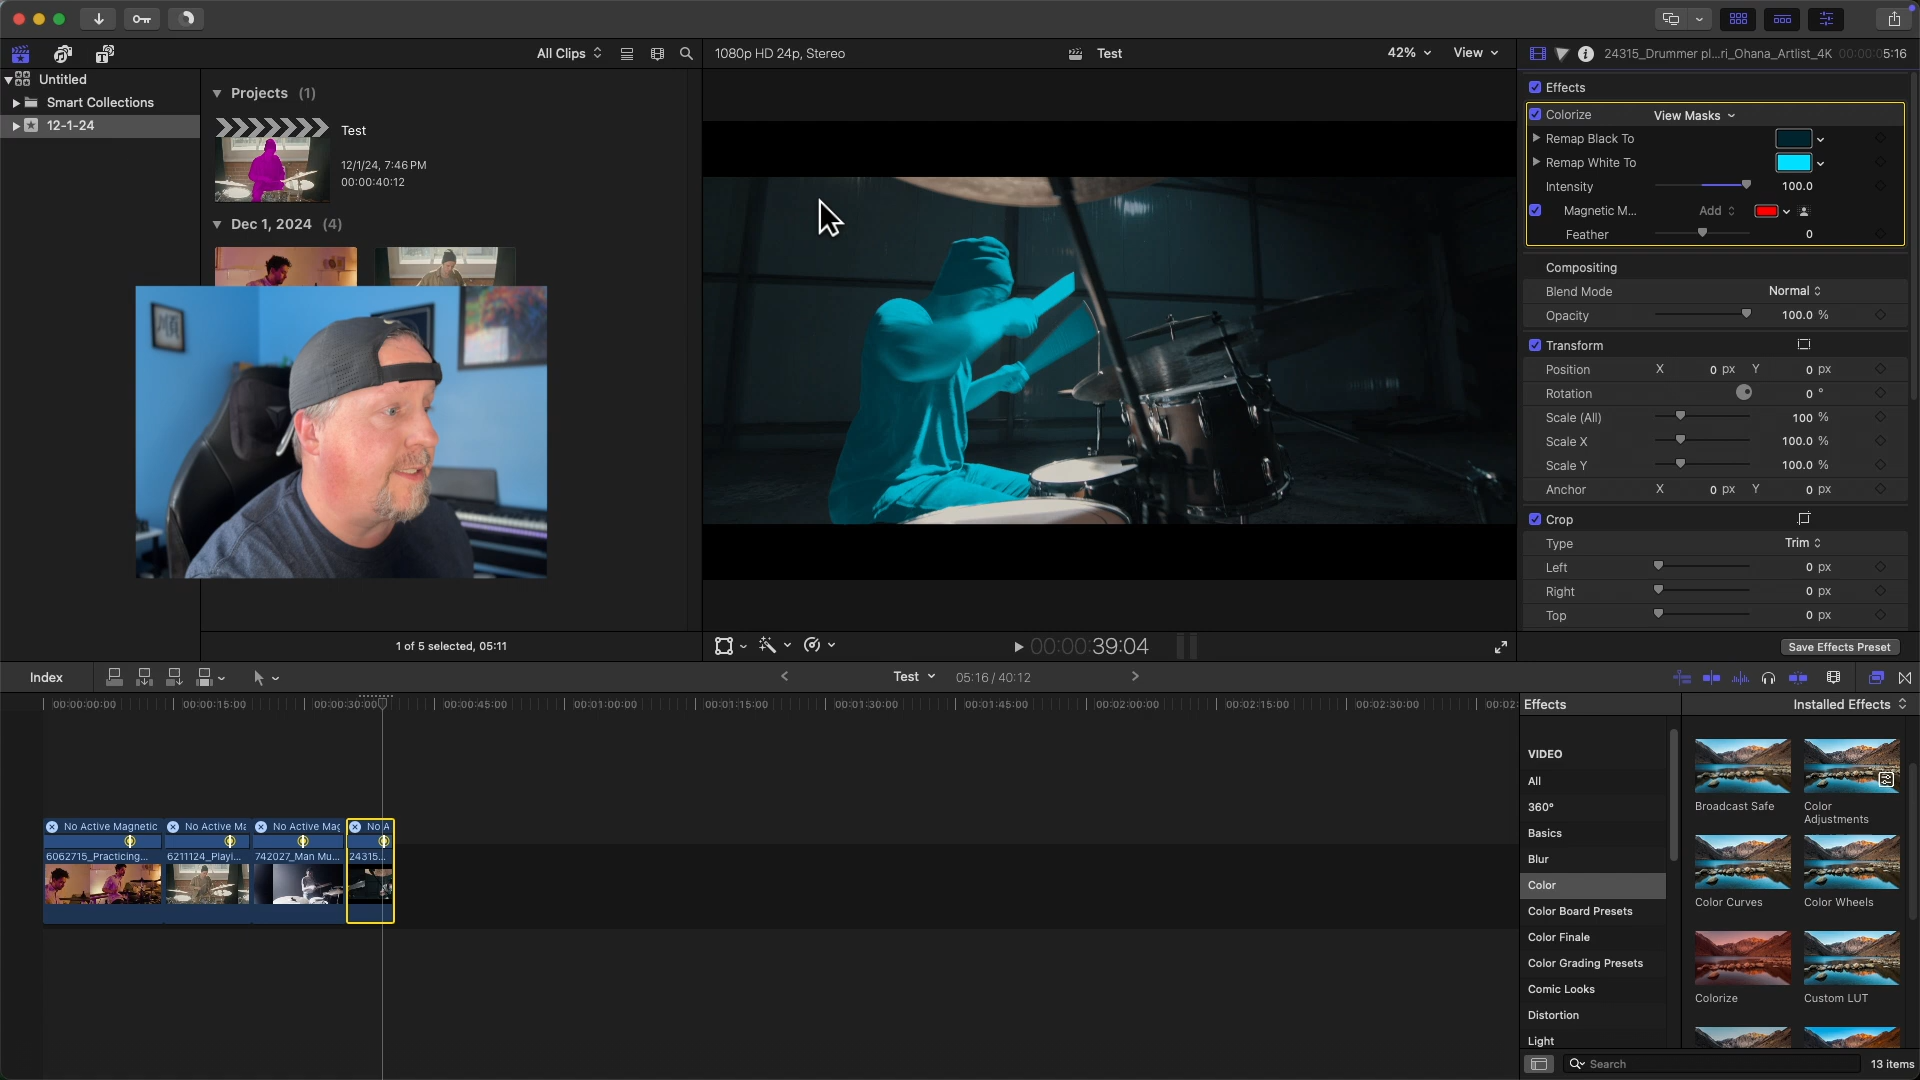 All Clips
1080p HD 24p, Stereo
Test
42%
View
24315_Drummer pl...ri_Ohana_Artlist_4K
00:00:05:16
Untitled
Smart Collections
12-1-24
Projects (1)
Test
12/1/24, 7:46 PM
00:00:40:12
Dec 1, 2024 (4)
1 of 5 selected, 05:11
00:00:39:04
Effects
Colorize
View Masks
Remap Black To
Remap White To
Intensity 100.0
Magnetic M... Add
Feather 0
Compositing
Blend Mode Normal
Opacity 100.0 %
Transform
Position X 0 px Y 0 px
Rotation 0 °
Scale (All) 100 %
Scale X 100.0 %
Scale Y 100.0 %
Anchor X 0 px Y 0 px
Crop
Type Trim
Left 0 px
Right 0 px
Top 0 px
Save Effects Preset
Index
Test 05:16 / 40:12
00:00:00:00 00:00:15:00 00:00:30:00 00:00:45:00 00:01:00:00 00:01:15:00 00:01:30:00 00:01:45:00 00:02:00:00 00:02:15:00 00:02:30:00 00:02:
No Active Magnetic No Active Ma No Active Mag No A
6062715_Practicing... 6211124_Playi... 742027_Man Mu... 24315...
Effects
Installed Effects
VIDEO
All
360°
Basics
Blur
Color
Color Board Presets
Color Finale
Color Grading Presets
Comic Looks
Distortion
Light
Broadcast Safe
Color Adjustments
Color Curves
Color Wheels
Colorize
Custom LUT
Search
13 items